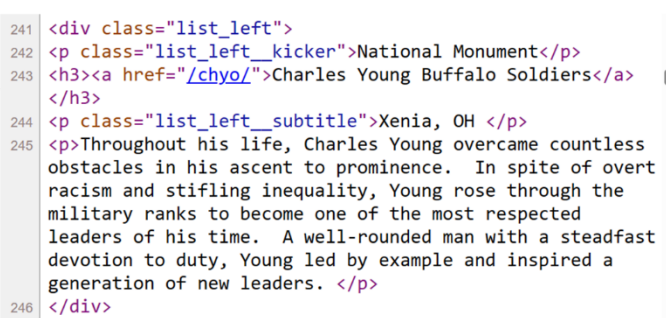 241 <div class="list_left">
242 <p class="list_left__kicker">National Monument</p>
243 <h3><a href="/chyo/">Charles Young Buffalo Soldiers</a>
</h3>
244 <p class="list_left__subtitle">Xenia, OH </p>
245 <p>Throughout his life, Charles Young overcame countless
obstacles in his ascent to prominence.  In spite of overt
racism and stifling inequality, Young rose through the
military ranks to become one of the most respected
leaders of his time.  A well-rounded man with a steadfast
devotion to duty, Young led by example and inspired a
generation of new leaders. </p>
246 </div>